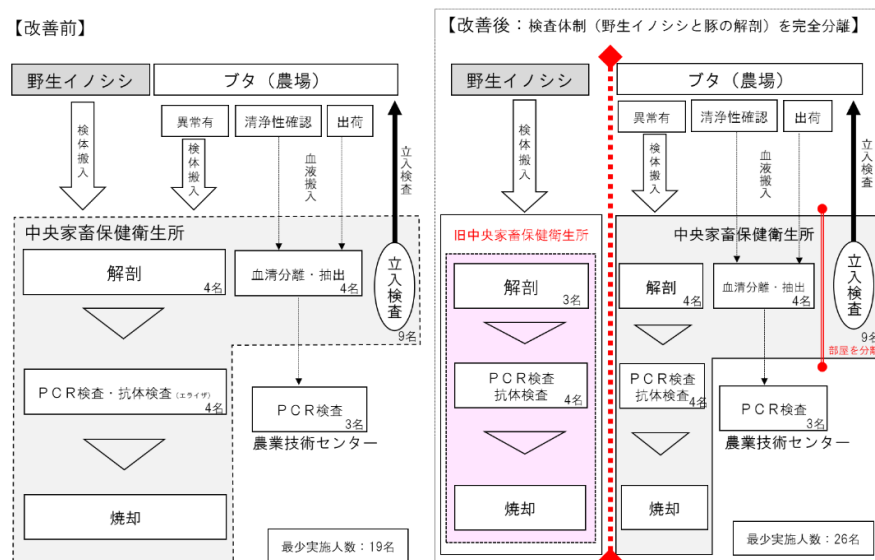 【改善前】
野生イノシシ
ブタ（農場）
検体搬入
異常有
清浄性確認
出荷
検体搬入
血液搬入
立入検査
中央家畜保健衛生所
解剖
4名
血清分離・抽出
4名
立入検査
9名
ＰＣＲ検査・抗体検査（エライザ）
4名
ＰＣＲ検査
3名
農業技術センター
焼却
最少実施人数：19名
【改善後：検査体制（野生イノシシと豚の解剖）を完全分離】
野生イノシシ
ブタ（農場）
検体搬入
異常有
清浄性確認
出荷
検体搬入
血液搬入
立入検査
旧中央家畜保健衛生所
中央家畜保健衛生所
解剖
3名
解剖
4名
血清分離・抽出
4名
立入検査
9名
部屋を分離
ＰＣＲ検査
抗体検査
4名
ＰＣＲ検査
抗体検査
4名
ＰＣＲ検査
3名
農業技術センター
焼却
焼却
最少実施人数：26名